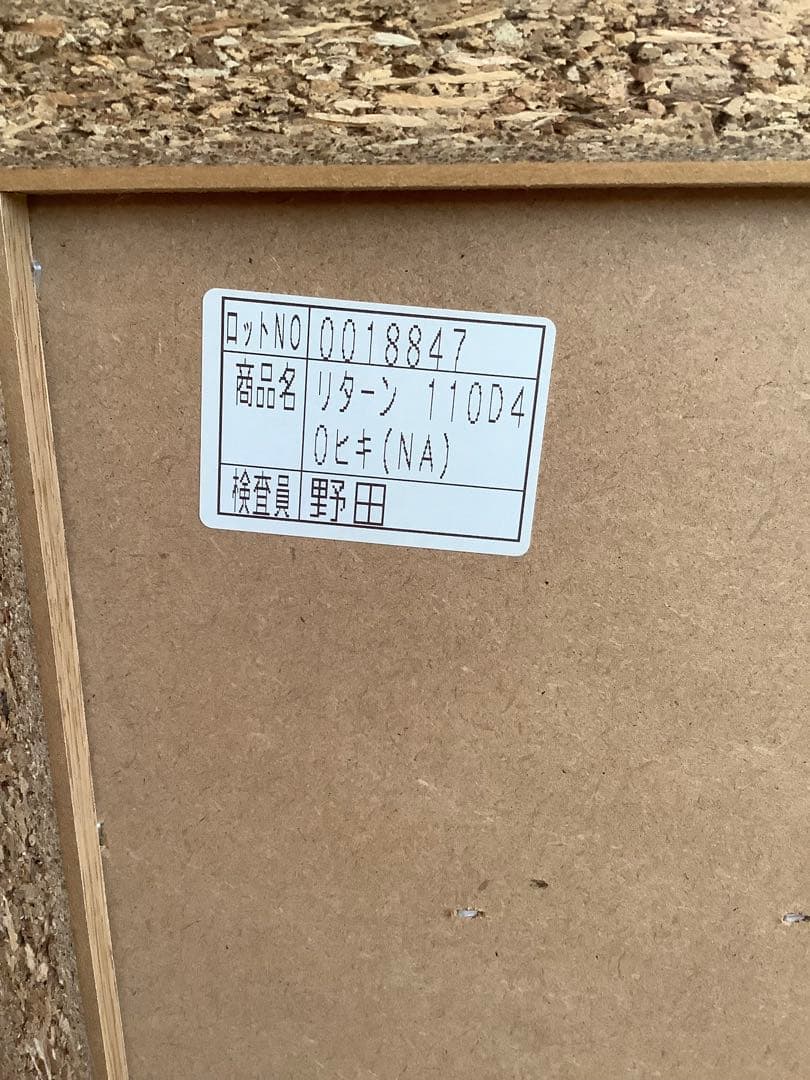 ロットNO 0018847
商品名 リターン 110D4
0ヒキ(NA)
検査員 野田